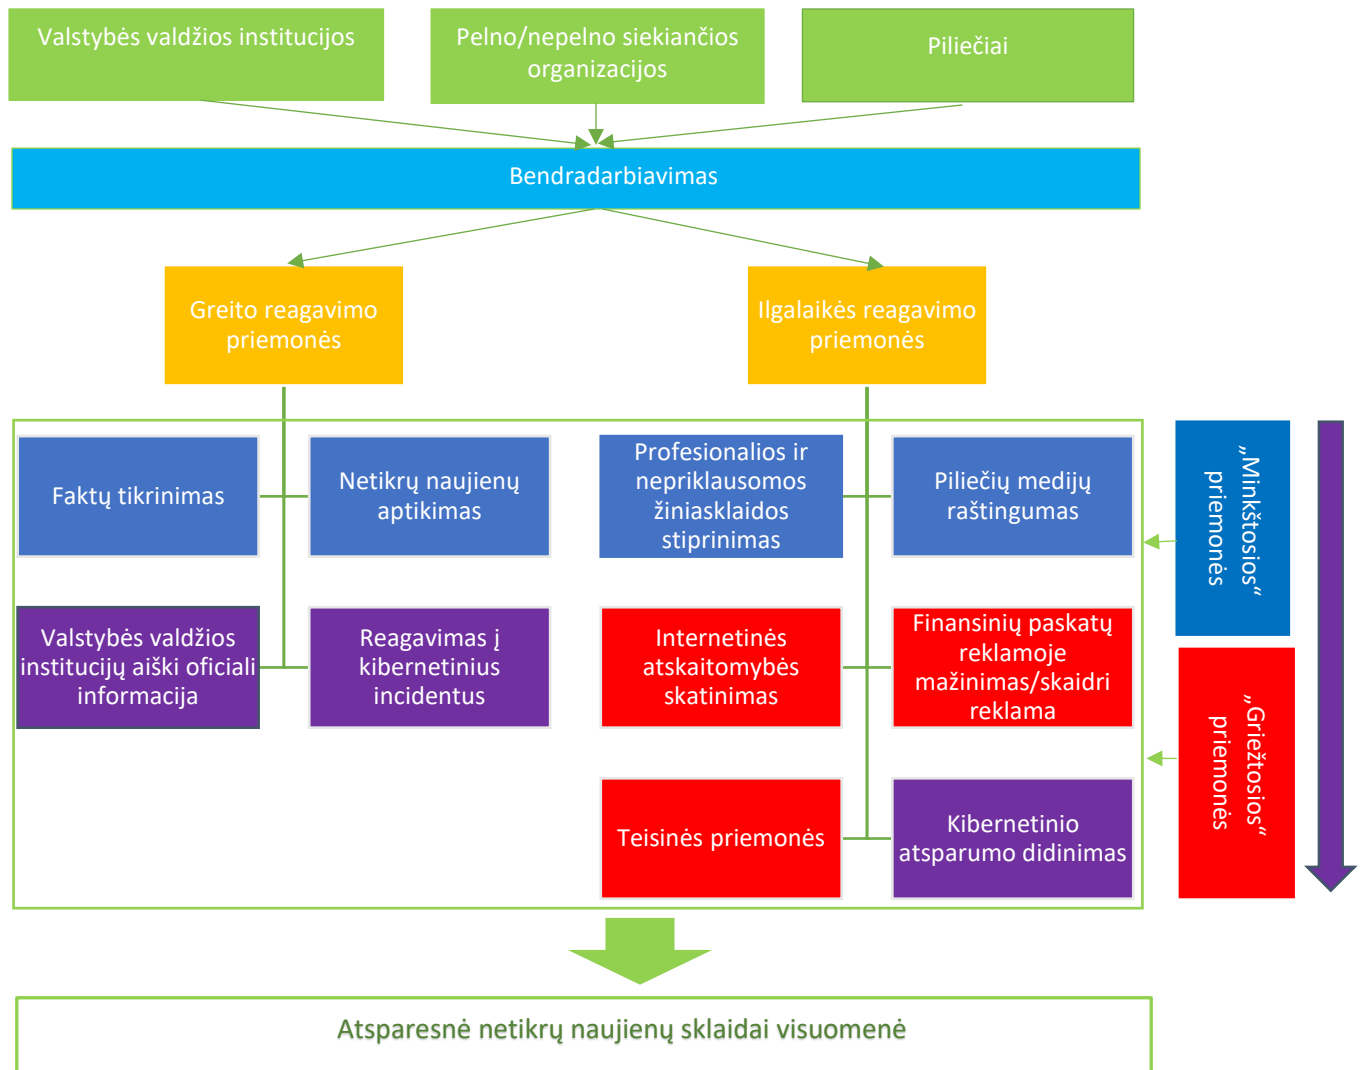 Valstybės valdžios institucijos
Pelno/nepelno siekiančios
organizacijos
Piliečiai
Bendradarbiavimas
Greito reagavimo
priemonės
Ilgalaikės reagavimo
priemonės
Faktų tikrinimas
Netikrų naujienų
aptikimas
Profesionalios ir
nepriklausomos
žiniasklaidos
stiprinimas
Piliečių medijų
raštingumas
„Minkštosios“
priemonės
Valstybės valdžios
institucijų aiški oficiali
informacija
Reagavimas į
kibernetinius
incidentus
Internetinės
atskaitomybės
skatinimas
Finansinių paskatų
reklamoje
mažinimas/skaidri
reklama
„Griežtosios“
priemonės
Teisinės priemonės
Kibernetinio
atsparumo didinimas
Atsparesnė netikrų naujienų sklaidai visuomenė